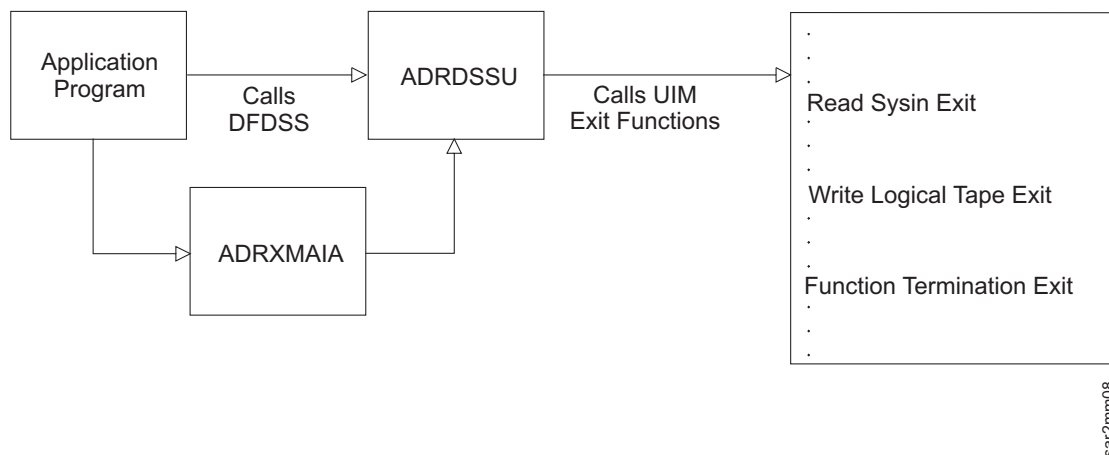 Application
Program
Calls
DFDSS
ADRDSSU
Calls UIM
Exit Functions
ADRXMAIA
.
.
.
Read Sysin Exit
.
.
.
Write Logical Tape Exit
.
.
.
Function Termination Exit
.
.
.
sar2mm08